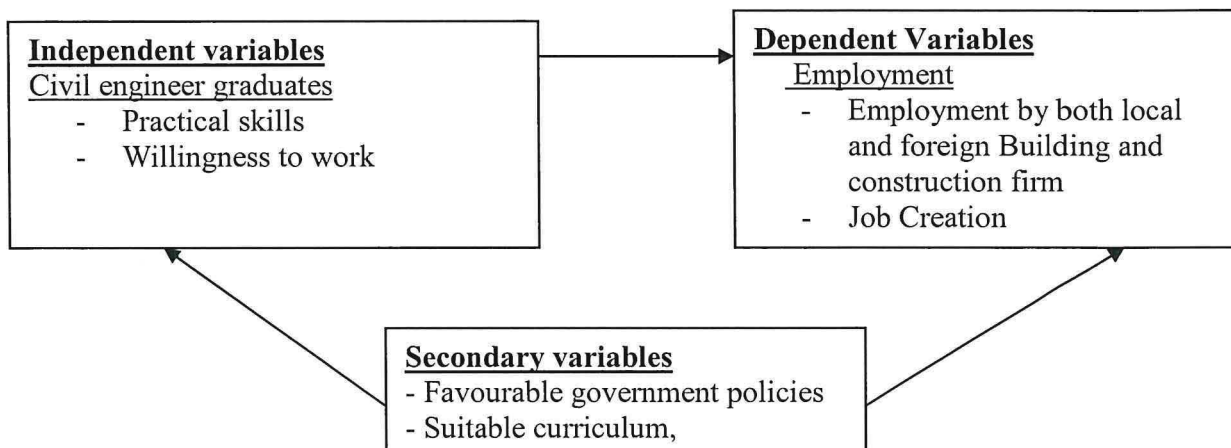 Independent variables
Civil engineer graduates
- Practical skills
- Willingness to work
Dependent Variables
Employment
- Employment by both local
and foreign Building and
construction firm
- Job Creation
Secondary variables
- Favourable government policies
- Suitable curriculum,